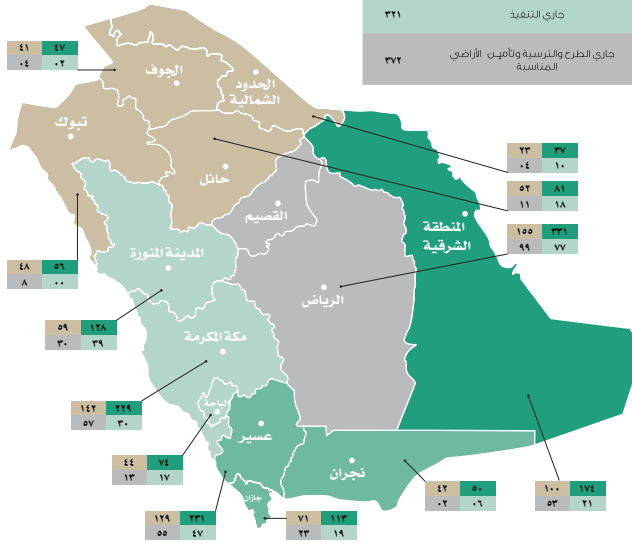 جاري التنفيذ ٣٢١
جاري الطرح والترسية وتأمين الأراضي المناسبة ٣٧٢
٤١ ٤٧
٠٤ ٠٢
الجوف
الحدود
الشمالية
تبوك
حائل
٢٣ ٣٧
٠٤ ١٠
٥٢ ٨١
١١ ١٨
القصيم
المنطقة
الشرقية
١٥٥ ٣٣١
٩٩ ٧٧
المدينة المنورة
٤٨ ٥٦
٨ ٠٠
الرياض
٥٩ ١٢٨
٣٠ ٣٩
مكة المكرمة
١٤٢ ٢٢٩
٥٧ ٣٠
الباحة
عسير
٤٤ ٧٤
١٣ ١٧
نجران
جازان
٤٢ ٥٠
٠٢ ٠٦
١٠٠ ١٧٤
٥٣ ٢١
١٢٩ ٢٣١
٥٥ ٤٧
٧١ ١١٣
٢٣ ١٩